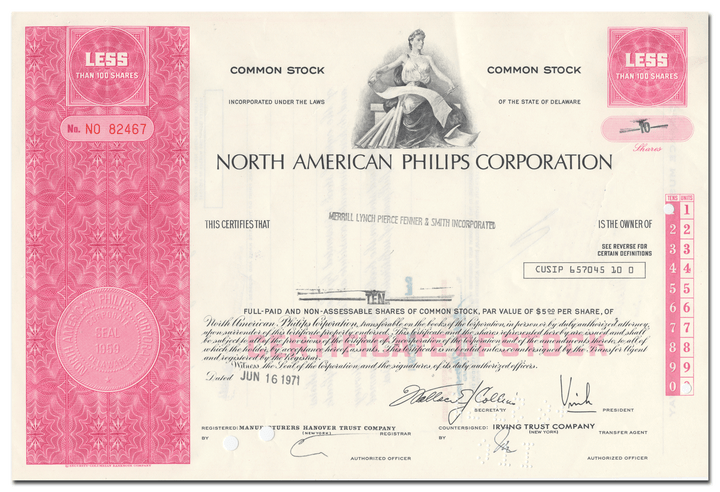 LESS
THAN 100 SHARES
No. NO 82467
COMMON STOCK
INCORPORATED UNDER THE LAWS
COMMON STOCK
OF THE STATE OF DELAWARE
LESS
THAN 100 SHARES
10
Shares
NORTH AMERICAN PHILIPS CORPORATION
THIS CERTIFIES THAT
MERRILL LYNCH PIERCE FENNER & SMITH INCORPORATED
IS THE OWNER OF
SEE REVERSE FOR
CERTAIN DEFINITIONS
CUSIP 657045 10 0
TENS UNITS
1
2 2
3 3
4 4
5 5
6 6
7 7
8 8
9 9
0
TEN
FULL-PAID AND NON-ASSESSABLE SHARES OF COMMON STOCK, PAR VALUE OF $5.00 PER SHARE, OF
North American Philips Corporation, transferable on the books of the corporation in person or by duly authorized attorney,
upon surrender of this certificate properly endorsed. This certificate and the shares represented hereby are issued and shall
be subject to all of the provisions of the Certificate of Incorporation of the Corporation and of the amendments thereto, to all of
which the holder, by acceptance hereof, assents. This certificate is not valid unless countersigned by the Transfer Agent
and registered by the Registrar.
Witness the Seal of the Corporation and the signatures of its duly authorized officers.
Dated JUN 16 1971
SECRETARY
PRESIDENT
REGISTERED: MANUFACTURERS HANOVER TRUST COMPANY
(NEW YORK) REGISTRAR
BY
AUTHORIZED OFFICER
COUNTERSIGNED: IRVING TRUST COMPANY
(NEW YORK) TRANSFER AGENT
BY
AUTHORIZED OFFICER